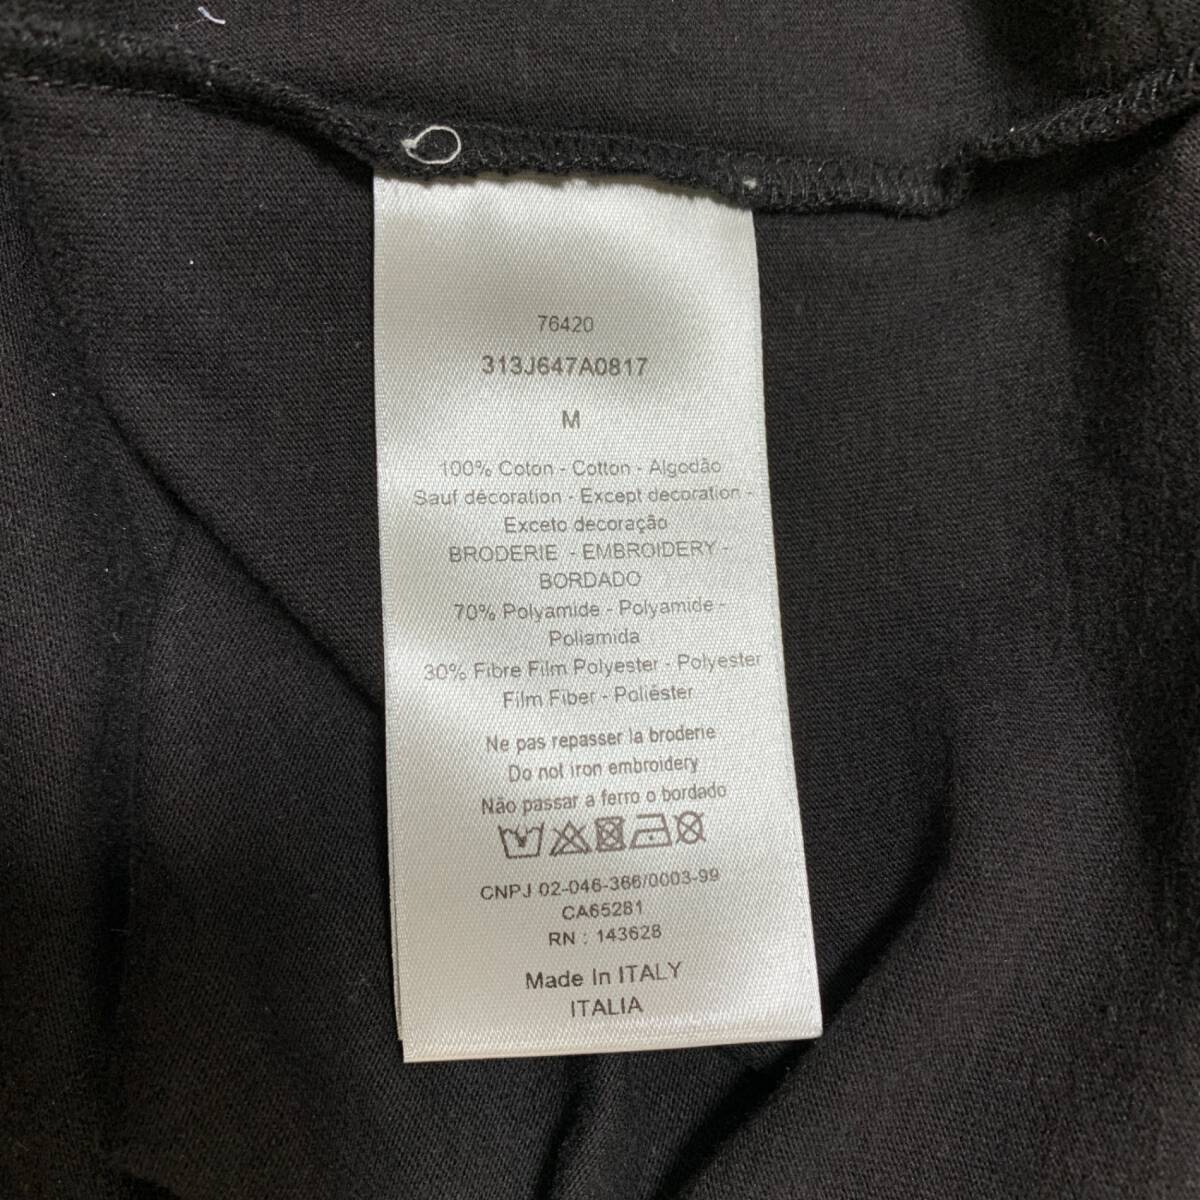 76420
313J647A0817
M
100% Coton - Cotton - Algodão
Sauf décoration - Except decoration -
Exceto decoração
BRODERIE - EMBROIDERY -
BORDADO
70% Polyamide - Polyamide -
Poliamida
30% Fibre Film Polyester - Polyester
Film Fiber - Poliéster
Ne pas repasser la broderie
Do not iron embroidery
Não passar a ferro o bordado
CNPJ 02-046-366/0003-99
CA65281
RN : 143628
Made In ITALY
ITALIA